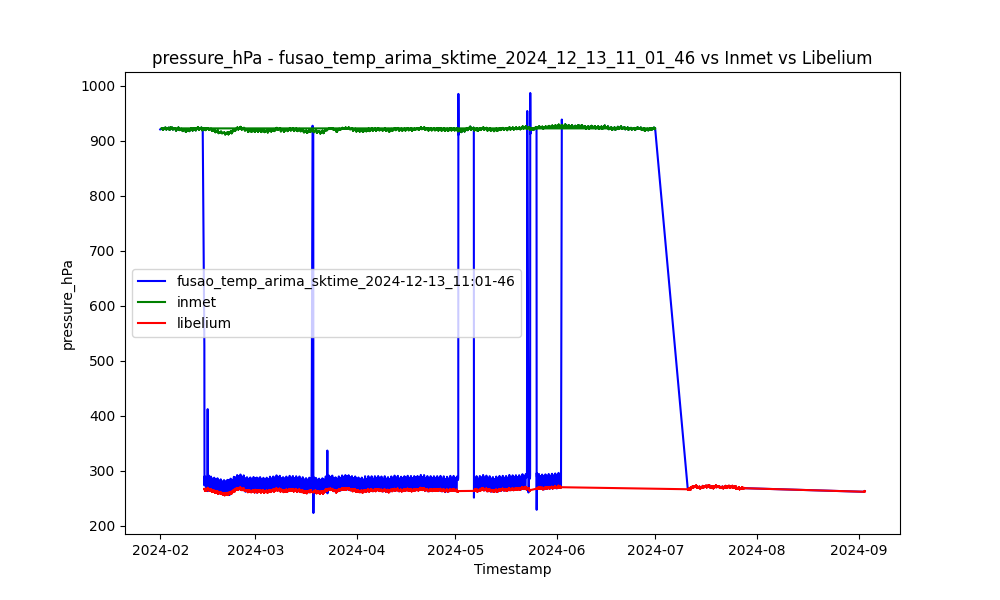 pressure_hPa - fusao_temp_arima_sktime_2024_12_13_11_01_46 vs Inmet vs Libelium
1000
900
800
700
600
500
400
300
200
pressure_hPa
fusao_temp_arima_sktime_2024-12-13_11:01-46
inmet
libelium
2024-02 2024-03 2024-04 2024-05 2024-06 2024-07 2024-08 2024-09
Timestamp